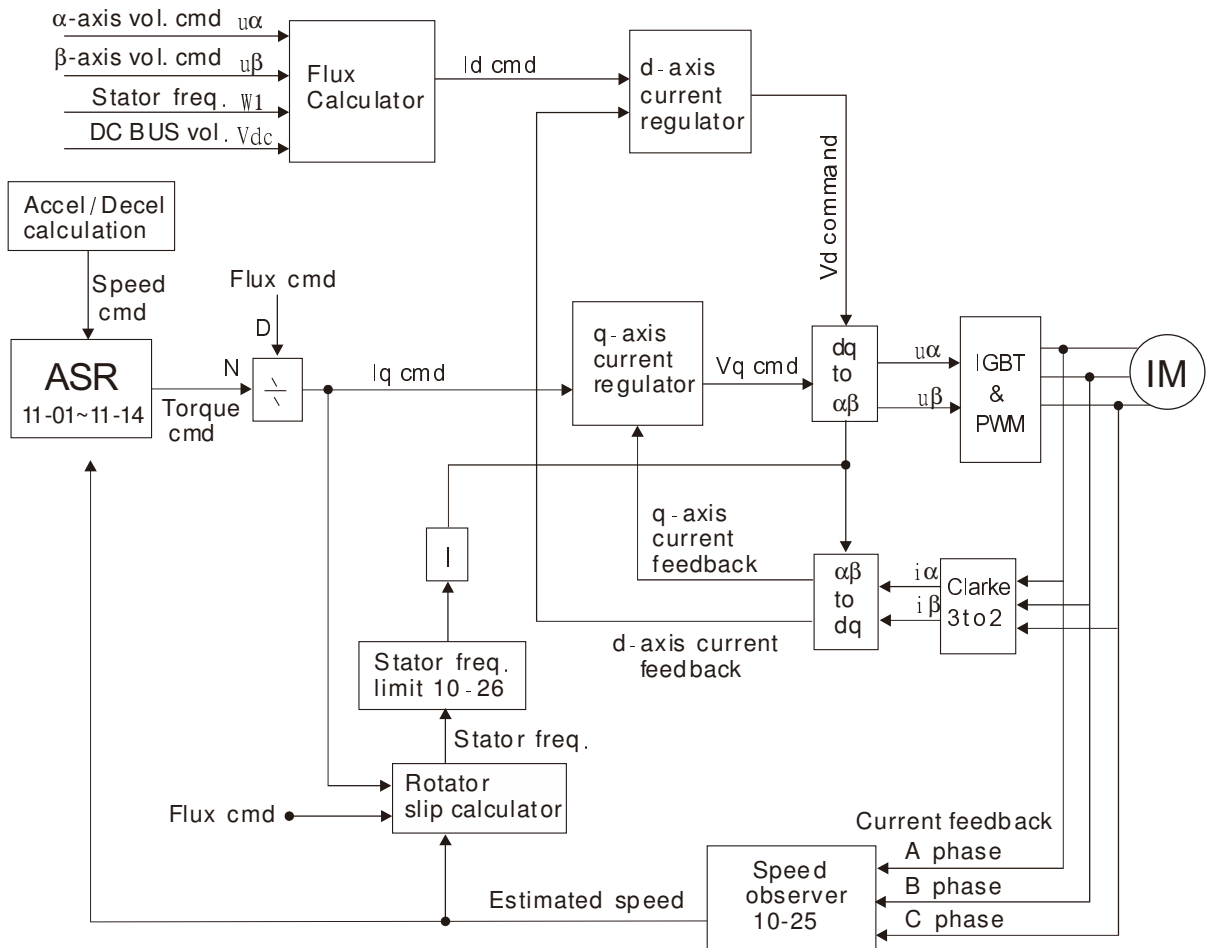 α-axis vol. cmd uα
β-axis vol. cmd uβ
Stator freq. W1
DC BUS vol. Vdc
Flux
Calculator
Id cmd
d-axis
current
regulator
Vd command
Accel/Decel
calculation
Speed
cmd
ASR
11-01~11-14
Torque
cmd
N
Flux cmd
D
÷
Iq cmd
q-axis
current
regulator
Vq cmd
dq
to
αβ
uα
uβ
IGBT
&
PWM
IM
q-axis
current
feedback
I
αβ
to
dq
iα
iβ
Clarke
3to2
d-axis current
feedback
Stator freq.
limit 10-26
Stator freq.
Rotator
slip calculator
Flux cmd
Current feedback
A phase
B phase
C phase
Speed
observer
10-25
Estimated speed